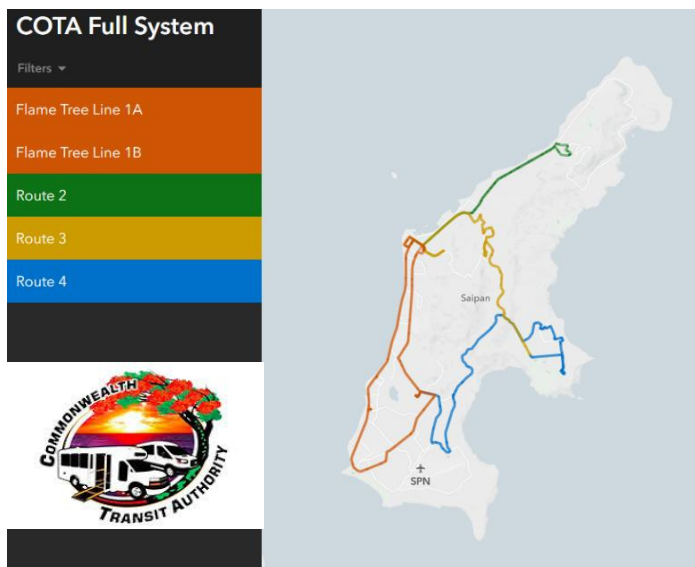 COTA Full System
Filters
Flame Tree Line 1A
Flame Tree Line 1B
Route 2
Route 3
Route 4
COMMONWEALTH
TRANSIT AUTHORITY
Saipan
SPN